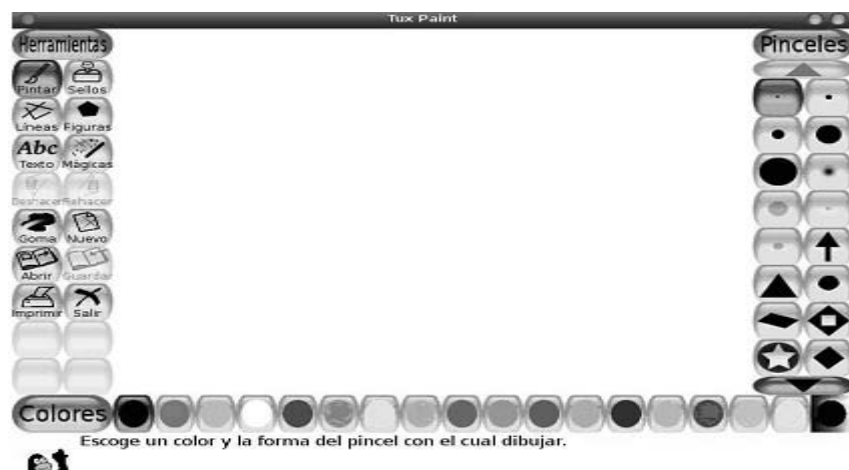 Tux Paint
Herramientas
Pinceles
Pintar Sellos
Líneas Figuras
Abc
Texto Mágicas
Deshacer Rehacer
Goma Nuevo
Abrir Guardar
Imprimir Salir
Colores
Escoge un color y la forma del pincel con el cual dibujar.